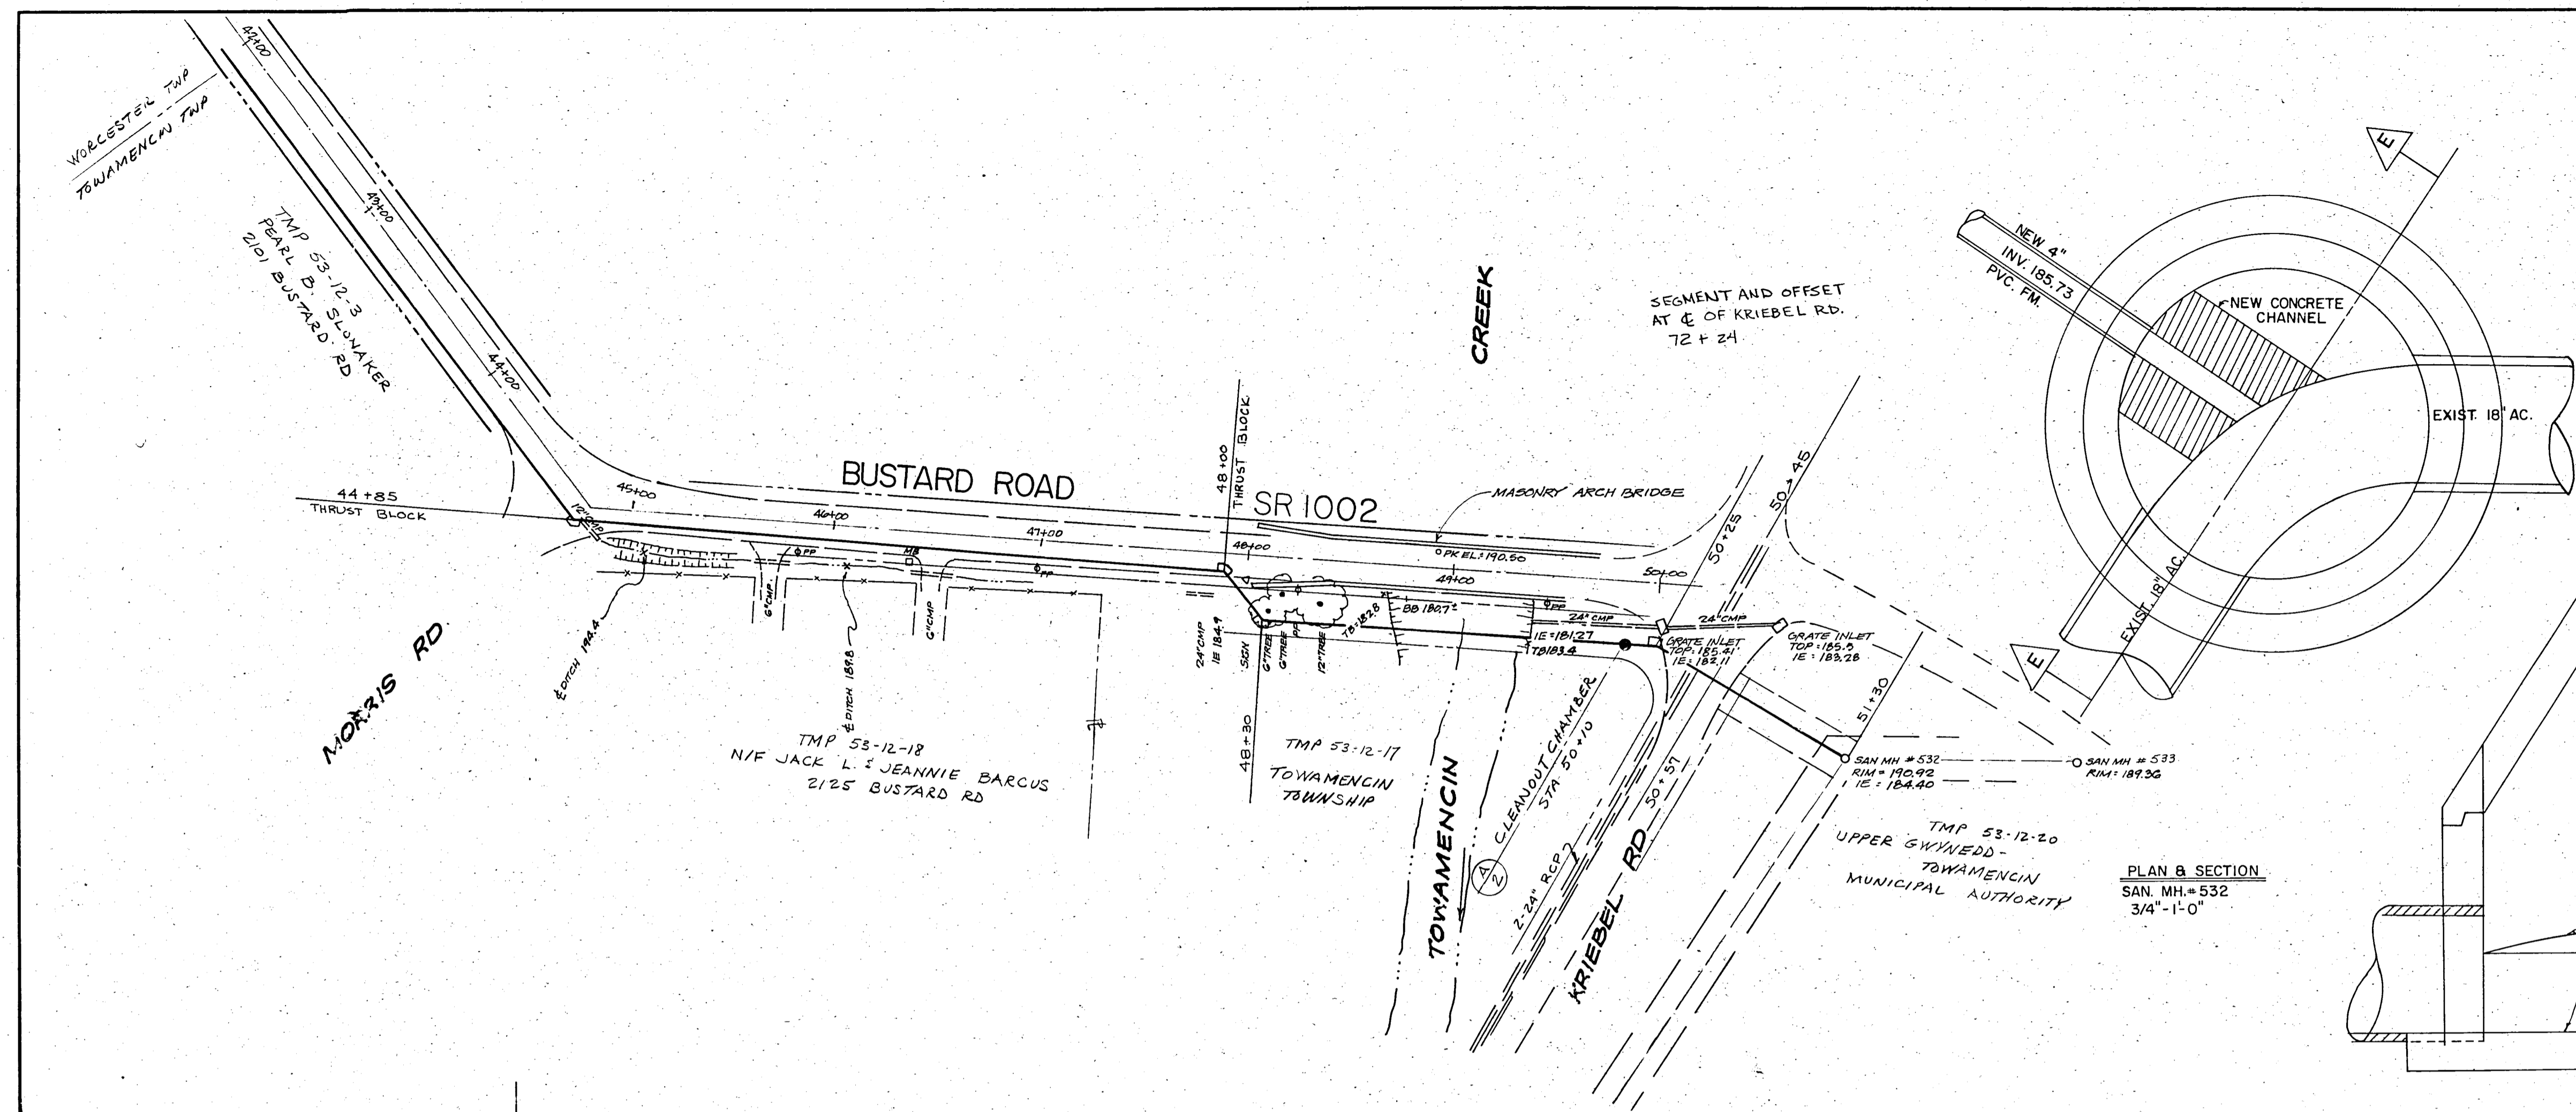 42+00
WORCESTER TWP
TOWAMENCIN TWP
43+00
TMP 53-12-3
PEARL B. SLONAKER
2101 BUSTARD RD
44+00
44+85
THRUST BLOCK
12"CMP
45+00
BUSTARD ROAD
46+00
47+00
48+00
THRUST BLOCK
SR 1002
48+00
MASONRY ARCH BRIDGE
PK EL=190.50
49+00
50+00
50+25
50+45
CREEK
SEGMENT AND OFFSET
AT ℄ OF KRIEBEL RD.
72+24
PP
MB
PP
6"CMP
6"CMP
℄ DITCH 194.4
℄ DITCH 189.8
MORRIS RD
TMP 53-12-18
N/F JACK L. & JEANNIE BARCUS
2125 BUSTARD RD
24"CMP
IE 184.9
SIGN
6"TREE
6"TREE
PP
12"TREE
TB=182.8
BB 180.7±
PP
24" CMP
24" CMP
IE=181.27
TB183.4
GRATE INLET
TOP=185.41
IE=182.11
GRATE INLET
TOP=185.5
IE=183.28
48+30
TMP 53-12-17
TOWAMENCIN
TOWNSHIP
TOWAMENCIN
CLEANOUT CHAMBER
STA 50+10
A
2
2-24" RCP
50+57
KRIEBEL RD
51+30
SAN MH #532
RIM=190.92
IE=184.40
SAN MH #533
RIM=189.36
TMP 53-12-20
UPPER GWYNEDD-
TOWAMENCIN
MUNICIPAL AUTHORITY
E
NEW 4"
INV. 185.73
PVC. FM.
NEW CONCRETE
CHANNEL
EXIST. 18" AC.
EXIST. 18" AC.
E
PLAN & SECTION
SAN. MH.#532
3/4"-1'-0"